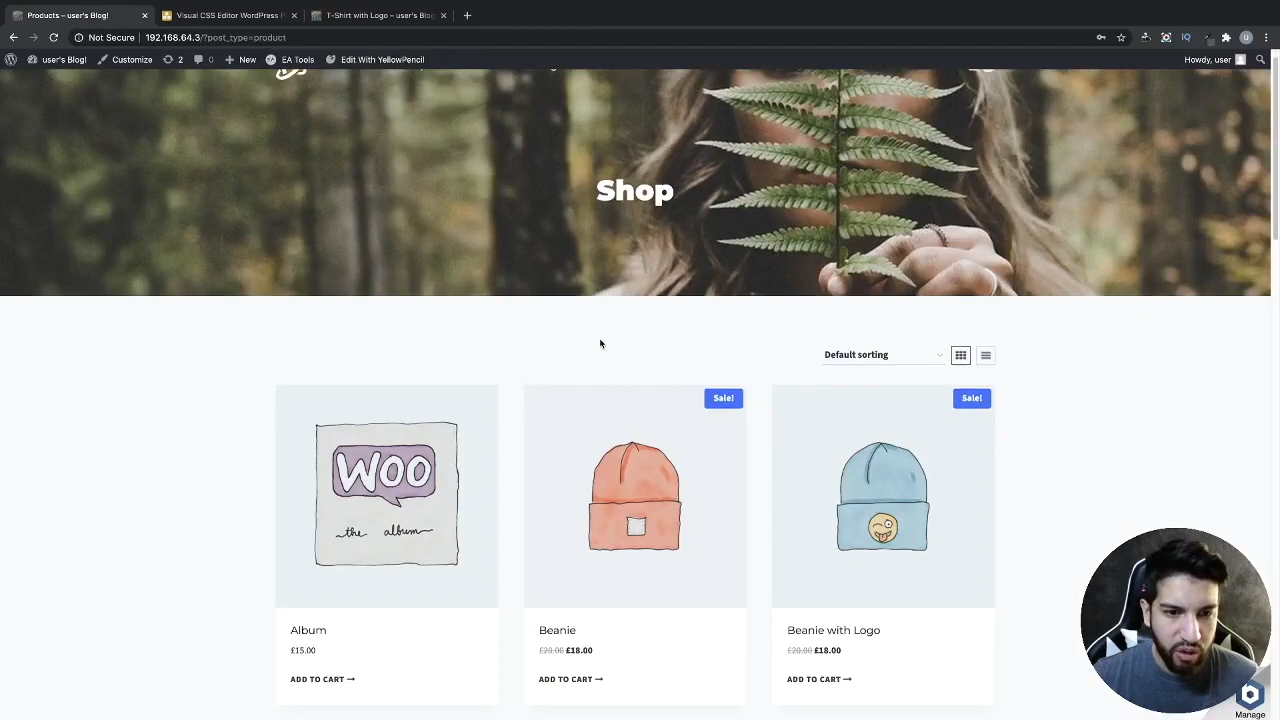 Products – user's Blog!
Visual CSS Editor WordPress P
T-Shirt with Logo – user's Blog
Not Secure
192.168.64.3/?post_type=product
user's Blog!
Customize
2
New
EA Tools
Edit With YellowPencil
Howdy, user
Shop
Default sorting
Sale!
Sale!
WOO
the album
Album
Beanie
Beanie with Logo
£15.00
£20.00 £18.00
£20.00 £18.00
ADD TO CART
ADD TO CART
ADD TO CART
Manage